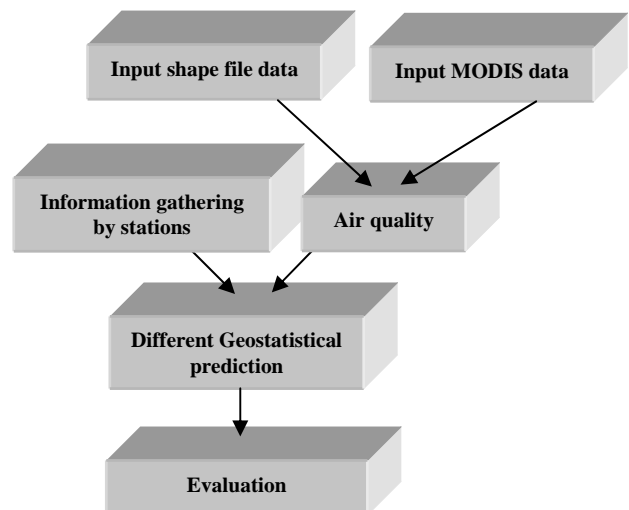 Input shape file data
Input MODIS data
Information gathering
by stations
Air quality
Different Geostatistical
prediction
Evaluation